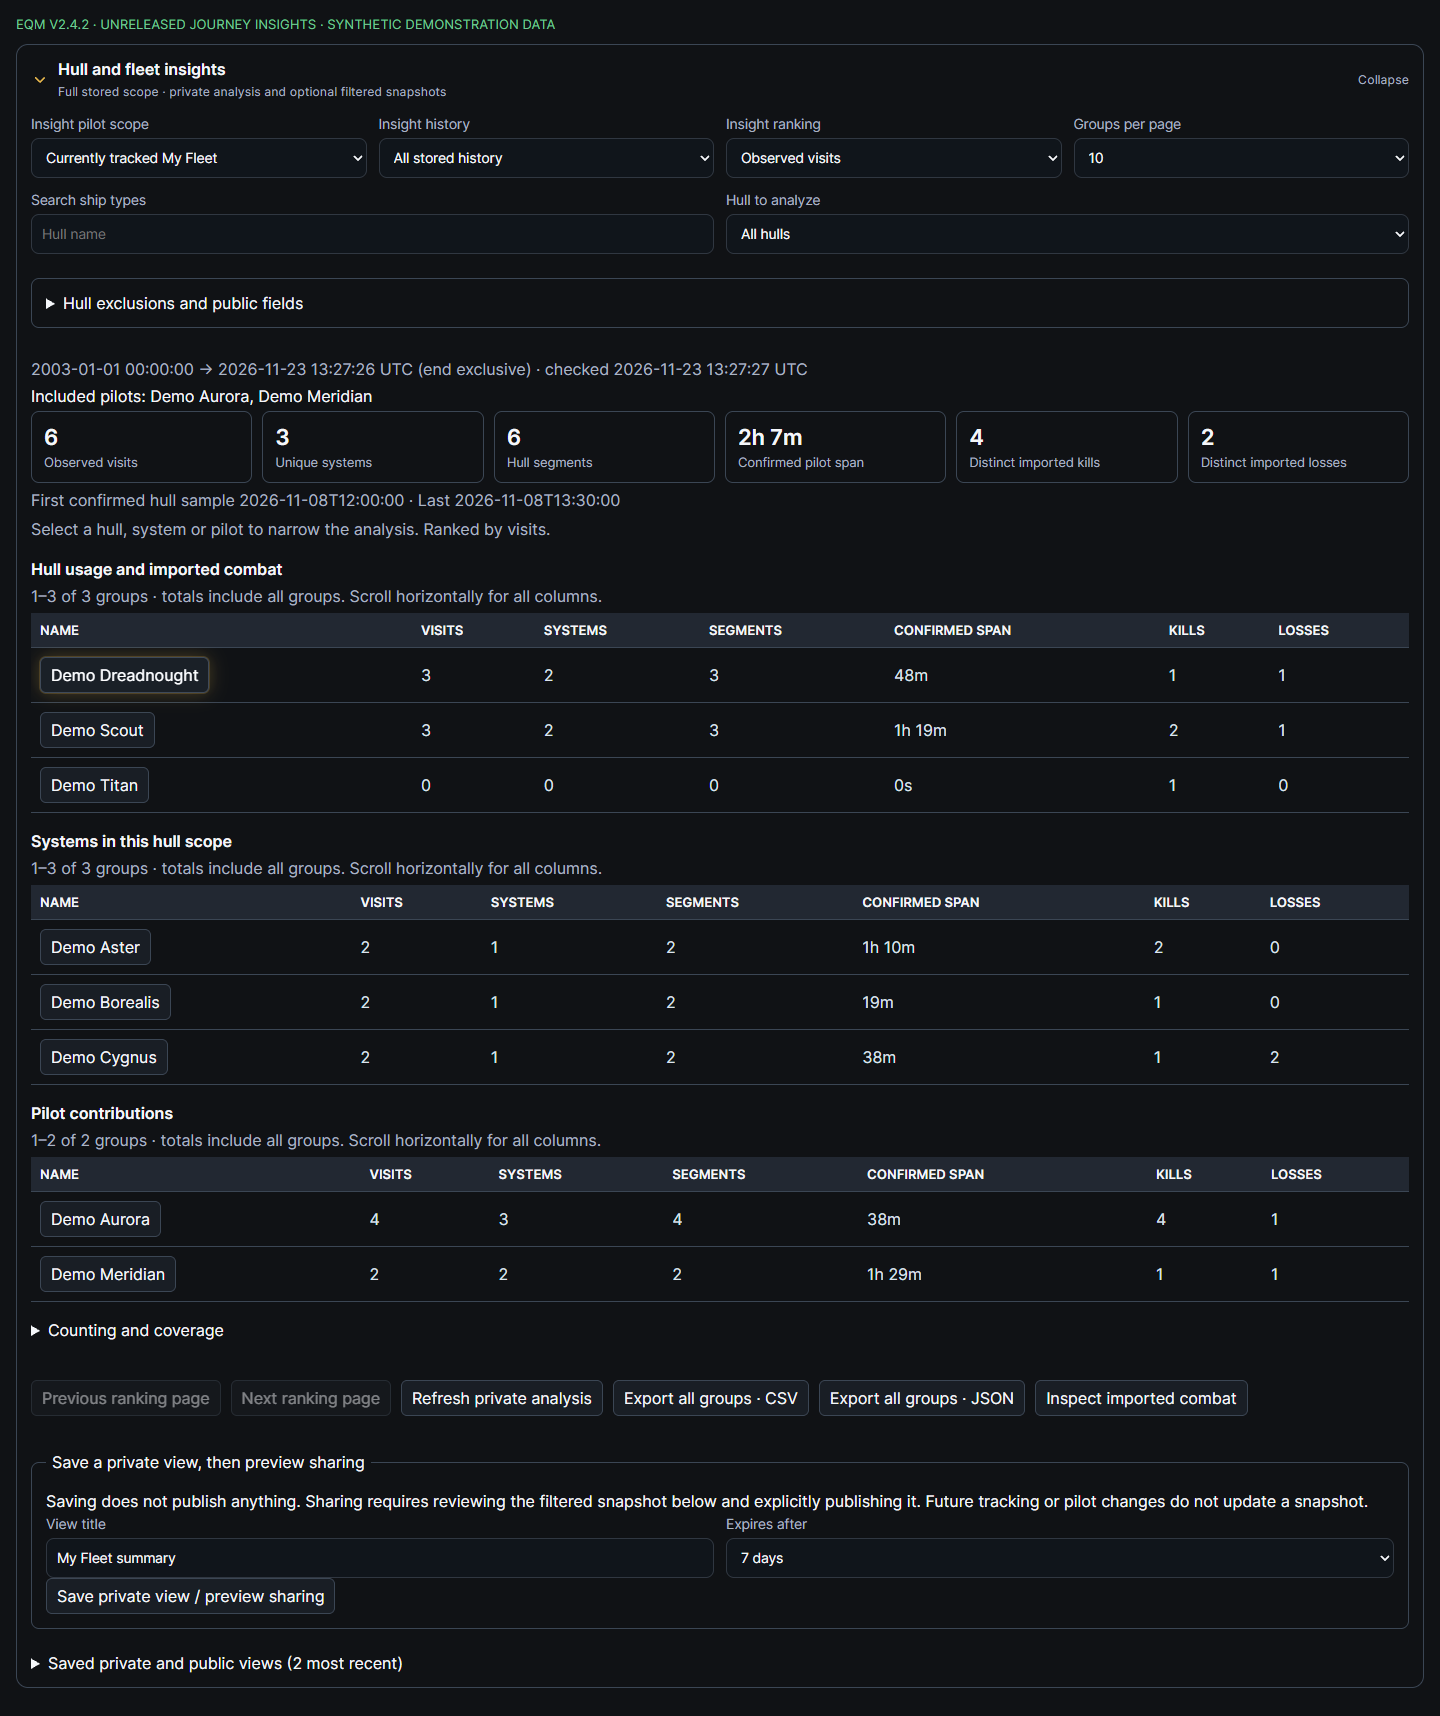 EQM V2.4.2 · UNRELEASED JOURNEY INSIGHTS · SYNTHETIC DEMONSTRATION DATA
Hull and fleet insights
Full stored scope · private analysis and optional filtered snapshots
Collapse
Insight pilot scope
Insight history
Insight ranking
Groups per page
Currently tracked My Fleet
All stored history
Observed visits
10
Search ship types
Hull to analyze
Hull name
All hulls
Hull exclusions and public fields
2003-01-01 00:00:00 → 2026-11-23 13:27:26 UTC (end exclusive) · checked 2026-11-23 13:27:27 UTC
Included pilots: Demo Aurora, Demo Meridian
6
Observed visits
3
Unique systems
6
Hull segments
2h 7m
Confirmed pilot span
4
Distinct imported kills
2
Distinct imported losses
First confirmed hull sample 2026-11-08T12:00:00 · Last 2026-11-08T13:30:00
Select a hull, system or pilot to narrow the analysis. Ranked by visits.
Hull usage and imported combat
1–3 of 3 groups · totals include all groups. Scroll horizontally for all columns.
NAME VISITS SYSTEMS SEGMENTS CONFIRMED SPAN KILLS LOSSES
Demo Dreadnought 3 2 3 48m 1 1
Demo Scout 3 2 3 1h 19m 2 1
Demo Titan 0 0 0 0s 1 0
Systems in this hull scope
1–3 of 3 groups · totals include all groups. Scroll horizontally for all columns.
NAME VISITS SYSTEMS SEGMENTS CONFIRMED SPAN KILLS LOSSES
Demo Aster 2 1 2 1h 10m 2 0
Demo Borealis 2 1 2 19m 1 0
Demo Cygnus 2 1 2 38m 1 2
Pilot contributions
1–2 of 2 groups · totals include all groups. Scroll horizontally for all columns.
NAME VISITS SYSTEMS SEGMENTS CONFIRMED SPAN KILLS LOSSES
Demo Aurora 4 3 4 38m 4 1
Demo Meridian 2 2 2 1h 29m 1 1
Counting and coverage
Previous ranking page
Next ranking page
Refresh private analysis
Export all groups · CSV
Export all groups · JSON
Inspect imported combat
Save a private view, then preview sharing
Saving does not publish anything. Sharing requires reviewing the filtered snapshot below and explicitly publishing it. Future tracking or pilot changes do not update a snapshot.
View title
Expires after
My Fleet summary
7 days
Save private view / preview sharing
Saved private and public views (2 most recent)